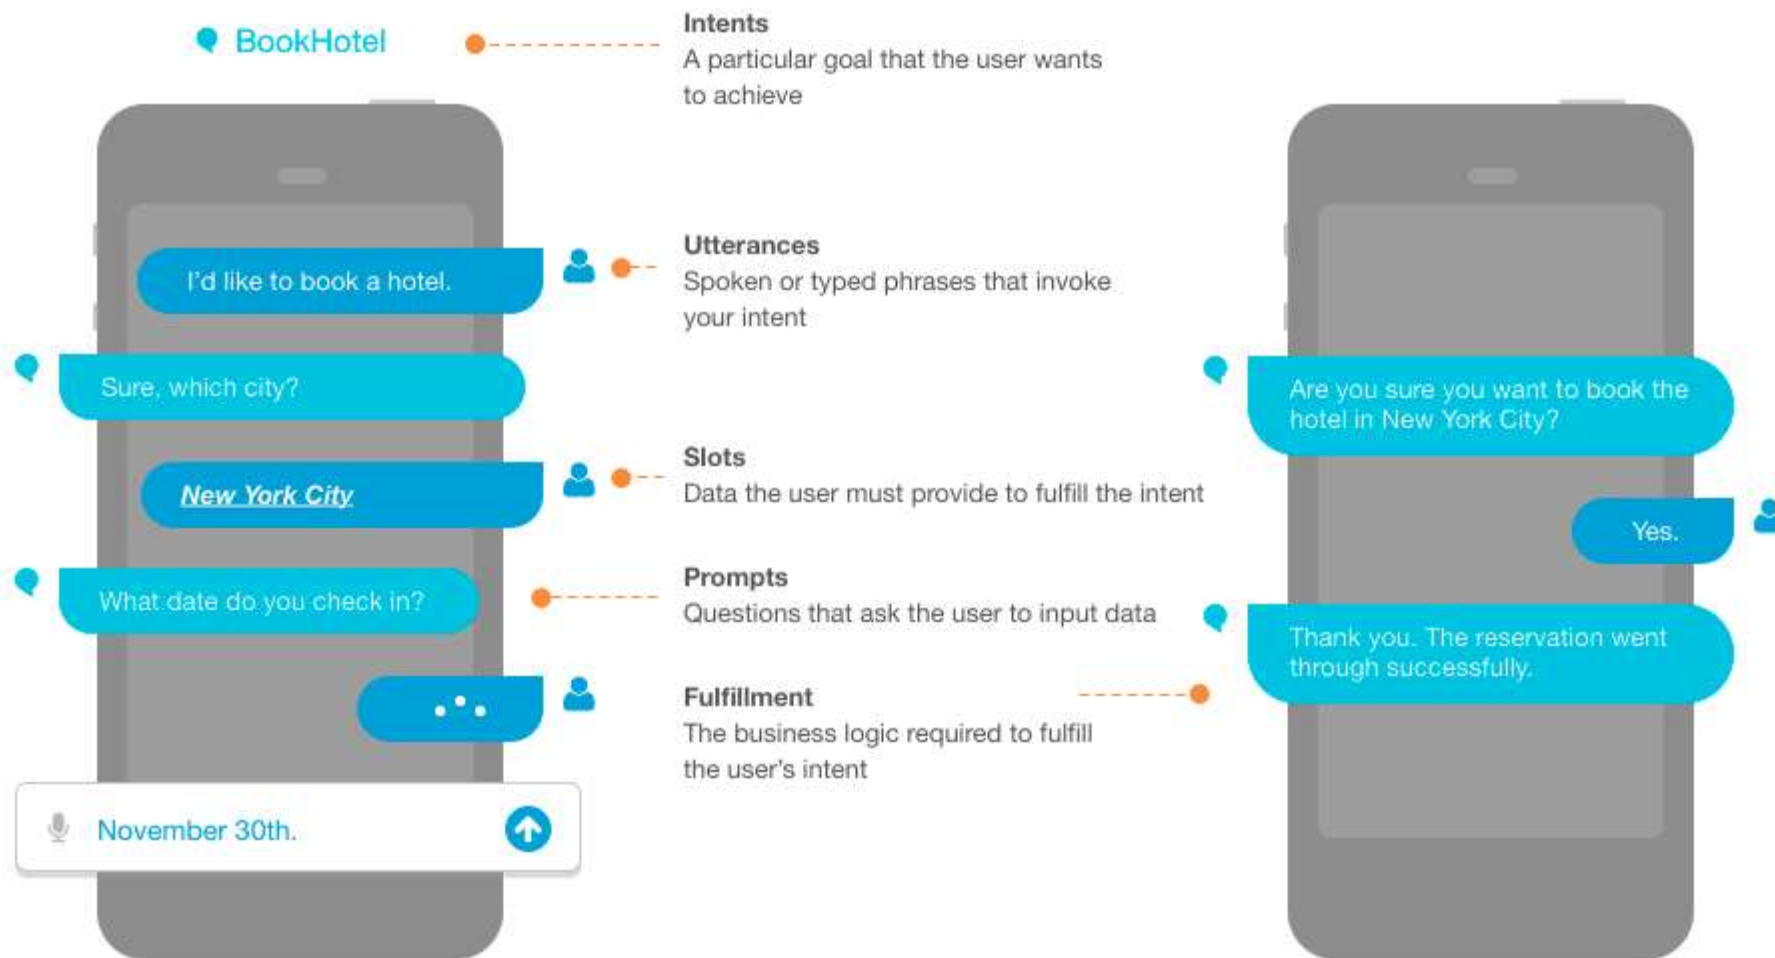 BookHotel
Intents
A particular goal that the user wants
to achieve
I'd like to book a hotel.
Utterances
Spoken or typed phrases that invoke
your intent
Sure, which city?
New York City
Slots
Data the user must provide to fulfill the intent
What date do you check in?
Prompts
Questions that ask the user to input data
Fulfillment
The business logic required to fulfill
the user's intent
November 30th.
Are you sure you want to book the
hotel in New York City?
Yes.
Thank you. The reservation went
through successfully.